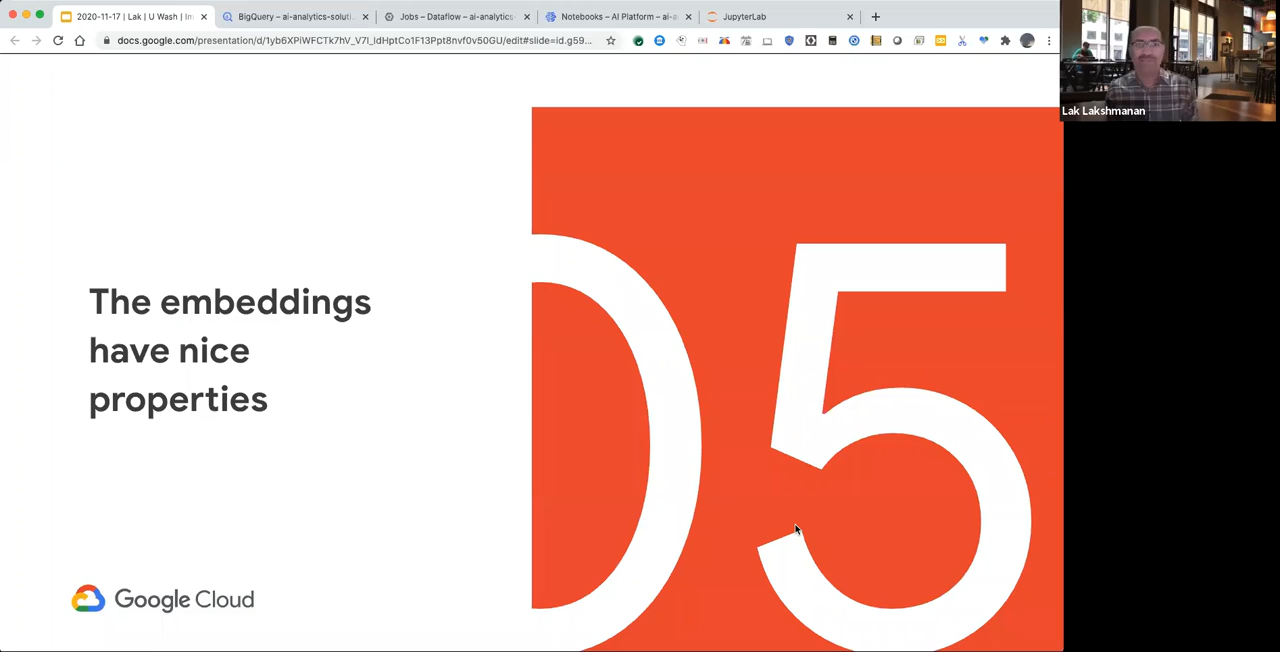 2020-11-17 | Lak | U Wash | Im
BigQuery – ai-analytics-soluti
Jobs – Dataflow – ai-analytics-
Notebooks – AI Platform – ai-a
JupyterLab
docs.google.com/presentation/d/1yb6XPiWFCTk7hV_V7I_ldHptCo1F13Ppt8nvf0v50GU/edit#slide=id.g59...
Lak Lakshmanan
The embeddings
have nice
properties
05
Google Cloud